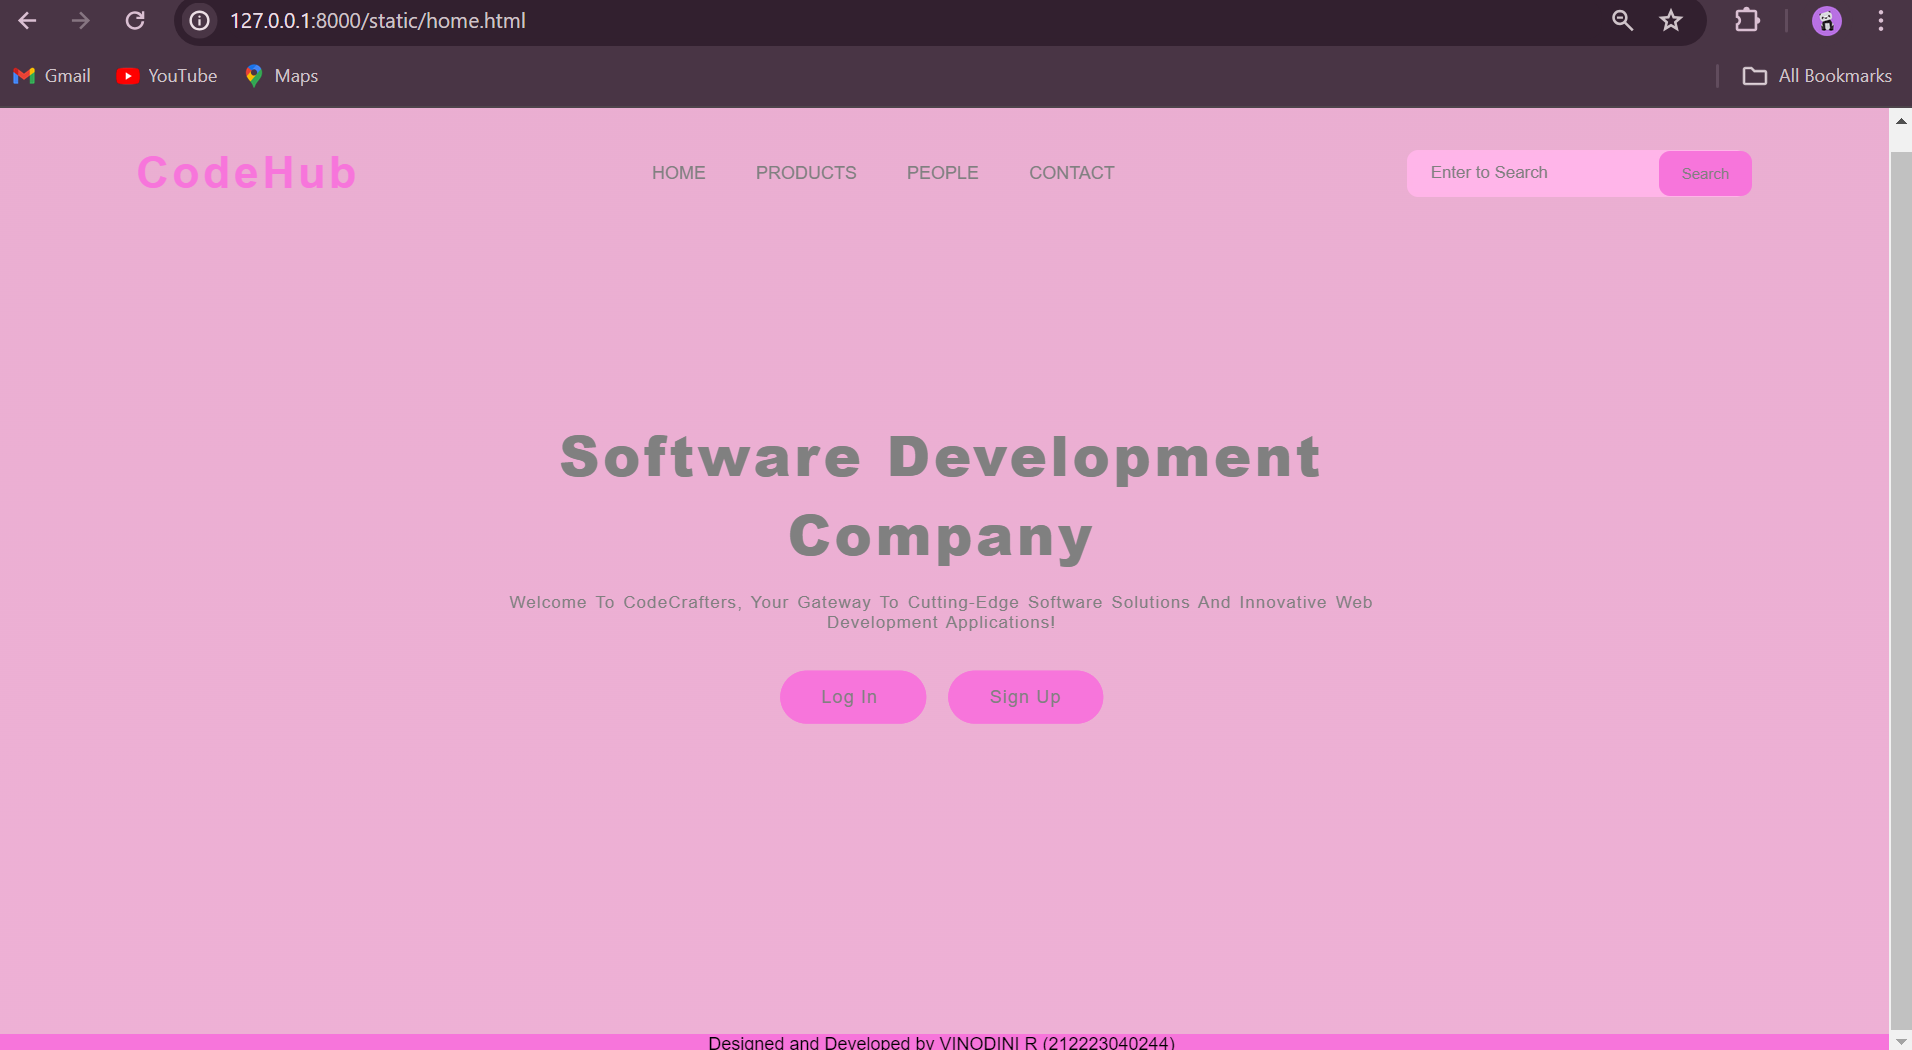 127.0.0.1:8000/static/home.html
Gmail YouTube Maps All Bookmarks
CodeHub HOME PRODUCTS PEOPLE CONTACT Enter to Search Search
Software Development
Company
Welcome To CodeCrafters, Your Gateway To Cutting-Edge Software Solutions And Innovative Web
Development Applications!
Log In Sign Up
Designed and Developed by VINODINI R (212223040244)